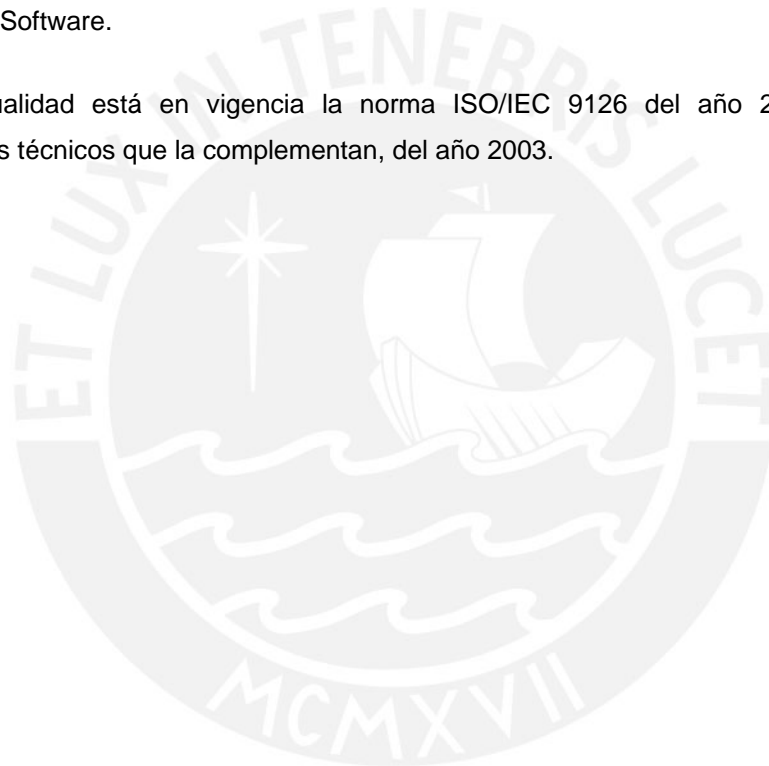 Software.
ualidad está en vigencia la norma ISO/IEC 9126 del año 2
s técnicos que la complementan, del año 2003.
ET LUX IN TENEBRIS LUCET
MCMXVII